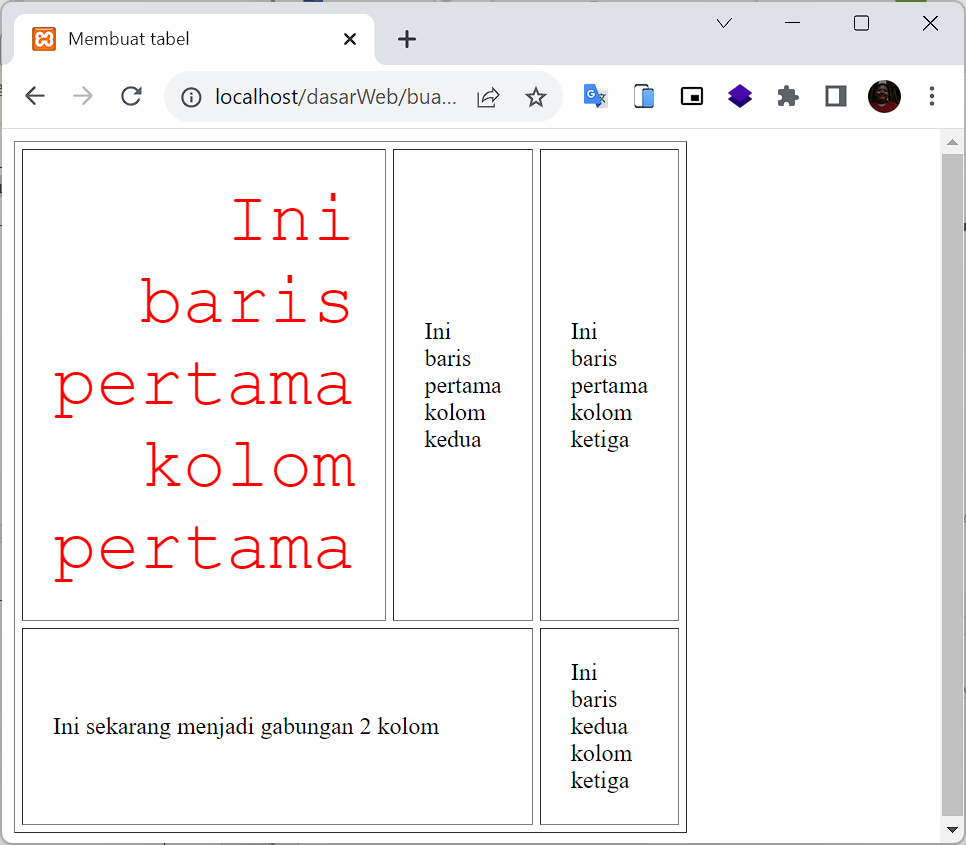 Membuat tabel
localhost/dasarWeb/bua...
Ini
baris
pertama
kolom
pertama
Ini
baris
pertama
kolom
kedua
Ini
baris
pertama
kolom
ketiga
Ini sekarang menjadi gabungan 2 kolom
Ini
baris
kedua
kolom
ketiga